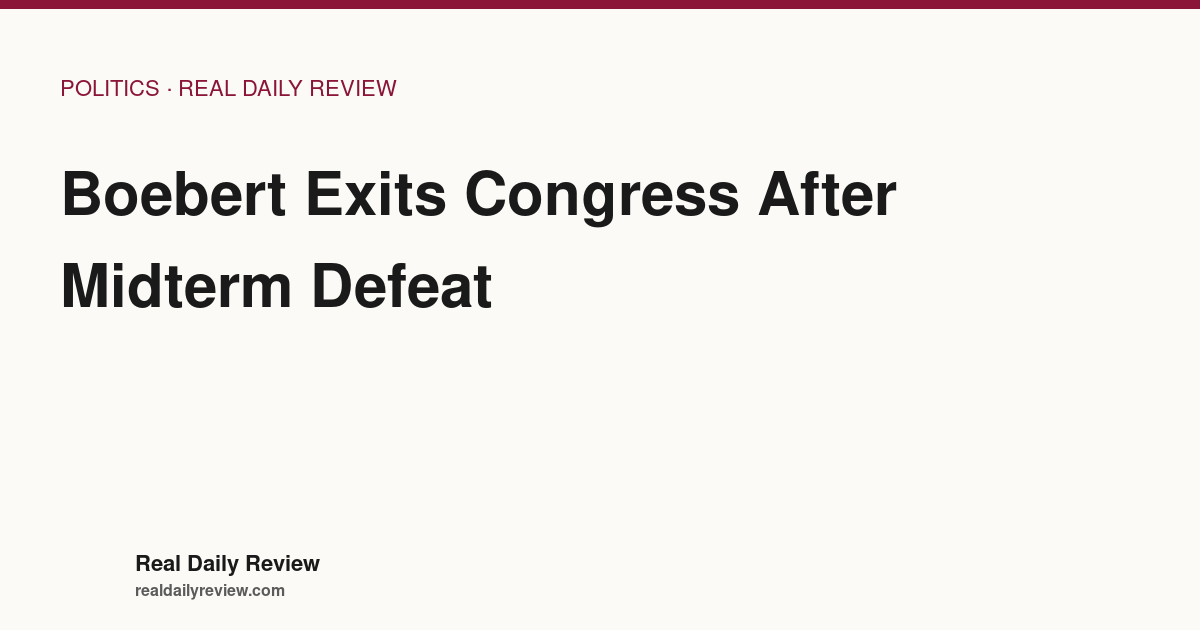 POLITICS · REAL DAILY REVIEW
Boebert Exits Congress After
Midterm Defeat
Real Daily Review
realdailyreview.com